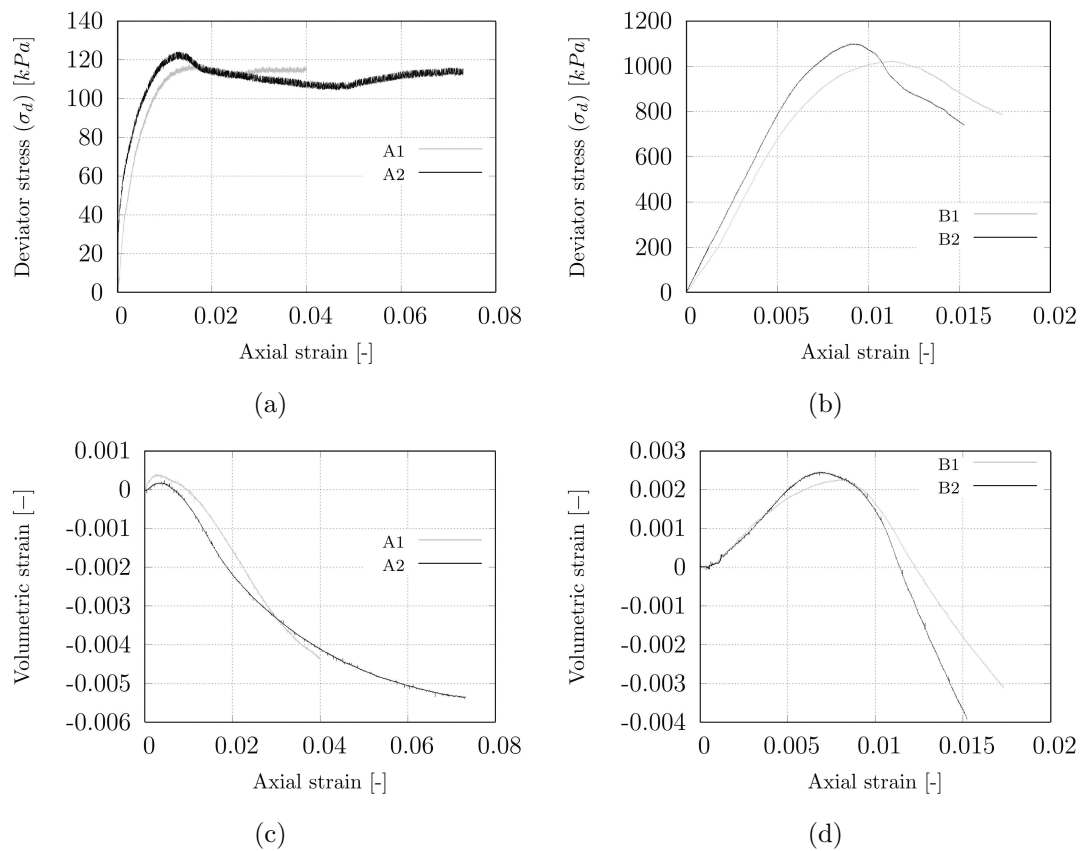 140
120
100
80
60
40
20
0
0 0.02 0.04 0.06 0.08
Deviator stress (σd) [kPa]
Axial strain [-]
A1
A2
(a)
1200
1000
800
600
400
200
0
0 0.005 0.01 0.015 0.02
Deviator stress (σd) [kPa]
Axial strain [-]
B1
B2
(b)
0.001
0
-0.001
-0.002
-0.003
-0.004
-0.005
-0.006
0 0.02 0.04 0.06 0.08
Volumetric strain [−]
Axial strain [-]
A1
A2
(c)
0.003
0.002
0.001
0
-0.001
-0.002
-0.003
-0.004
0 0.005 0.01 0.015 0.02
Volumetric strain [−]
Axial strain [-]
B1
B2
(d)